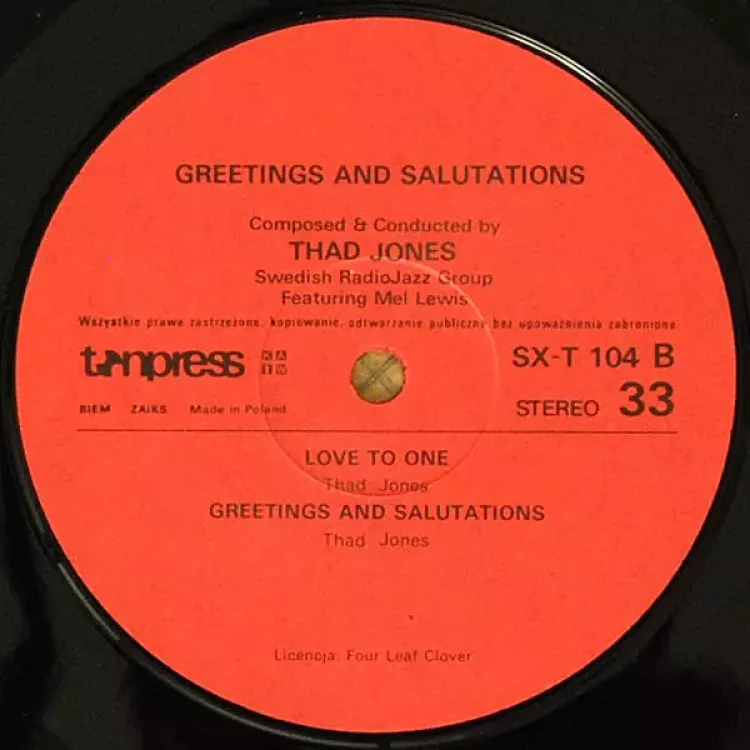 GREETINGS AND SALUTATIONS
Composed & Conducted by
THAD JONES
Swedish RadioJazz Group
Featuring Mel Lewis
Wszystkie prawa zastrzeżone, kopiowanie, odtwarzanie publiczne bez upoważnienia zabronione
tonpress KAW SX-T 104 B
STEREO 33
BIEM ZAIKS Made in Poland
LOVE TO ONE
Thad Jones
GREETINGS AND SALUTATIONS
Thad Jones
Licencja: Four Leaf Clover